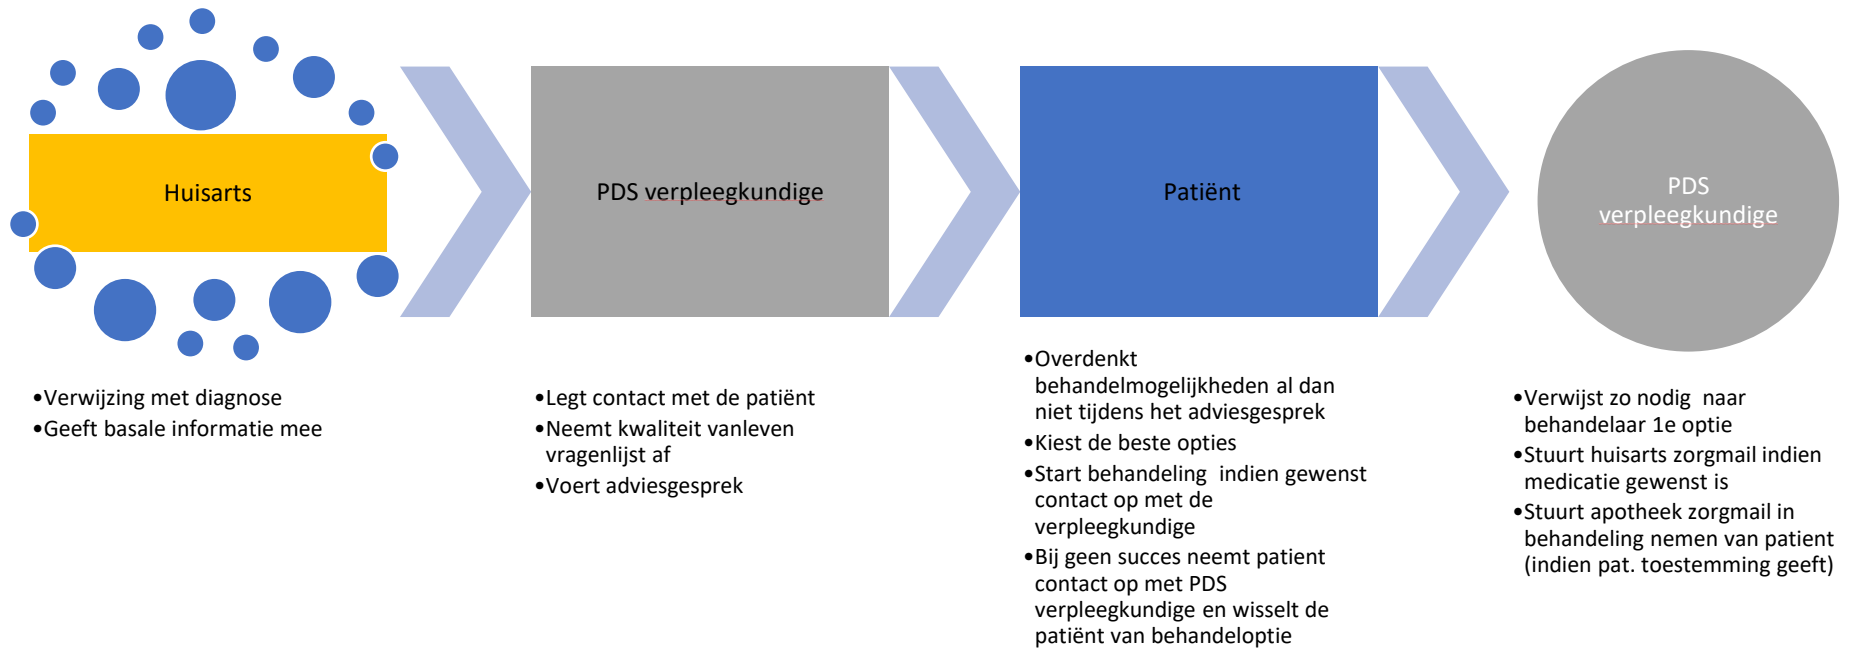 Huisarts
•Verwijzing met diagnose
•Geeft basale informatie mee
PDS verpleegkundige
•Legt contact met de patiënt
•Neemt kwaliteit vanleven
vragenlijst af
•Voert adviesgesprek
Patiënt
•Overdenkt
behandelmogelijkheden al dan
niet tijdens het adviesgesprek
•Kiest de beste opties
•Start behandeling  indien gewenst
contact op met de
verpleegkundige
•Bij geen succes neemt patient
contact op met PDS
verpleegkundige en wisselt de
patiënt van behandeloptie
PDS
verpleegkundige
•Verwijst zo nodig  naar
behandelaar 1e optie
•Stuurt huisarts zorgmail indien
medicatie gewenst is
•Stuurt apotheek zorgmail in
behandeling nemen van patient
(indien pat. toestemming geeft)